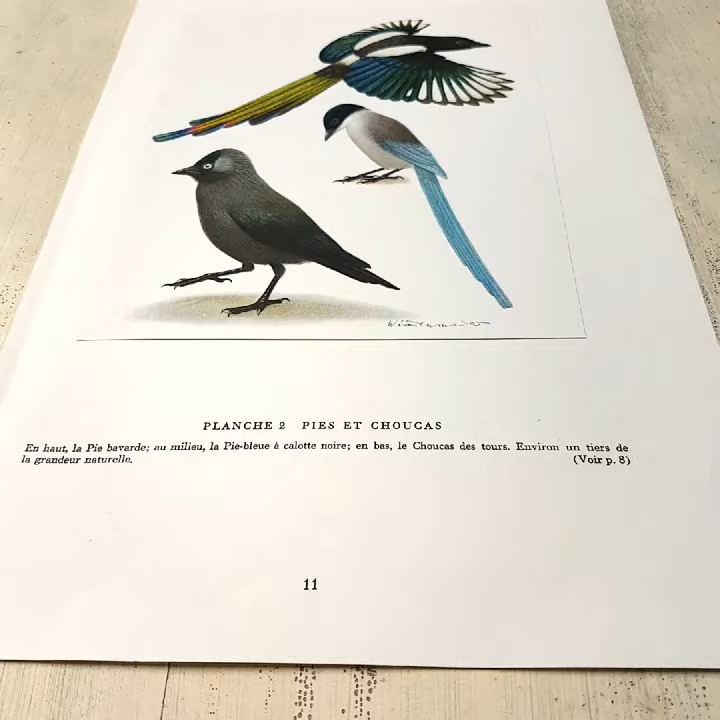 PLANCHE 2 PIES ET CHOUCAS
En haut, la Pie bavarde; au milieu, la Pie-bleue à calotte noire; en bas, le Choucas des tours. Environ un tiers de
la grandeur naturelle. (Voir p. 8)
11